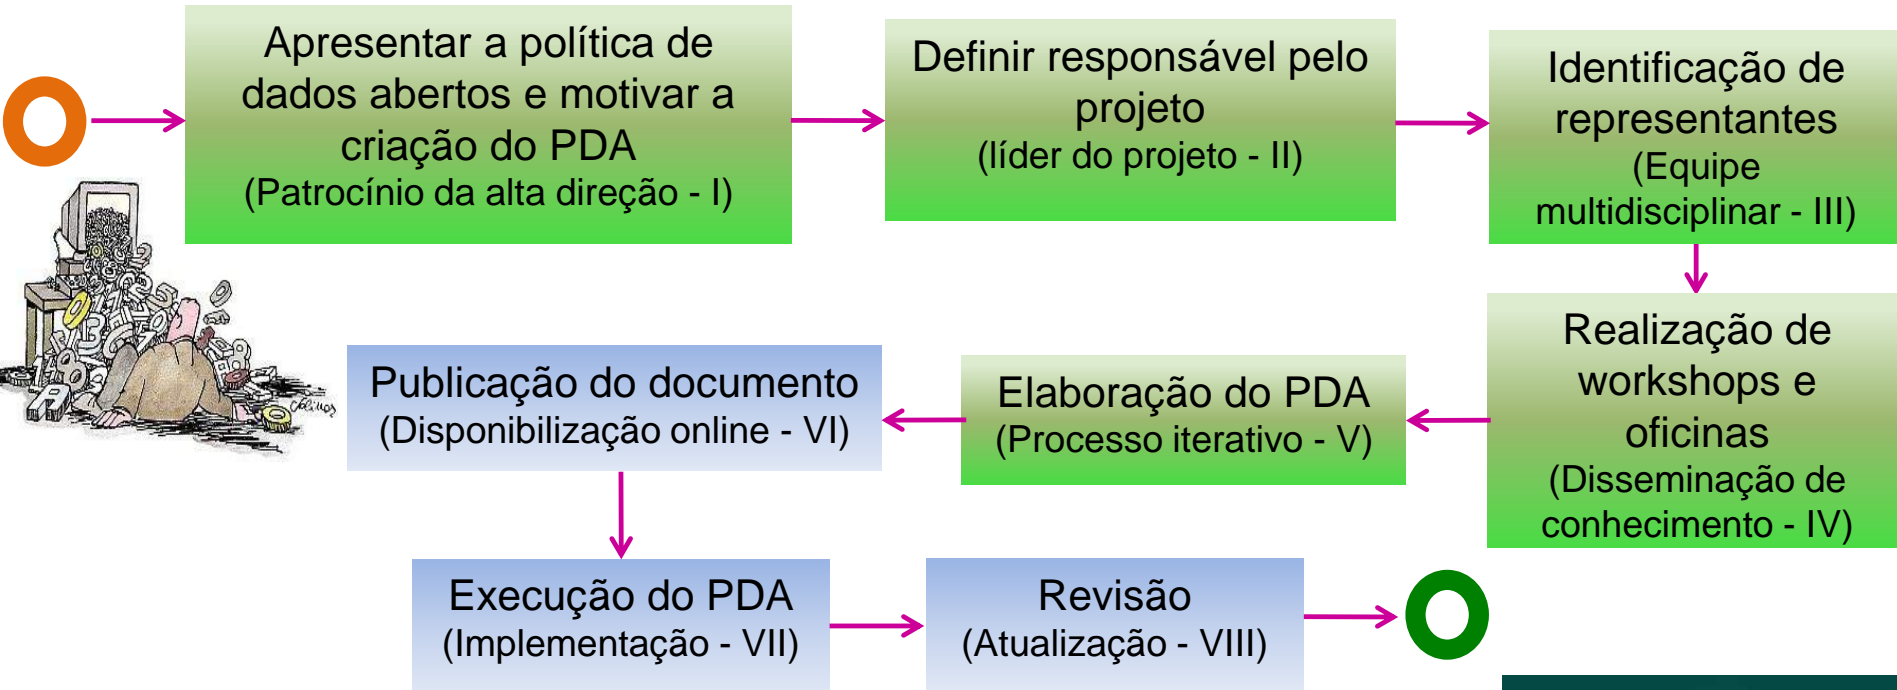 Apresentar a política de
dados abertos e motivar a
criação do PDA
(Patrocínio da alta direção - I)
Definir responsável pelo
projeto
(líder do projeto - II)
Identificação de
representantes
(Equipe
multidisciplinar - III)
Realização de
workshops e
oficinas
(Disseminação de
conhecimento - IV)
Elaboração do PDA
(Processo iterativo - V)
Publicação do documento
(Disponibilização online - VI)
Execução do PDA
(Implementação - VII)
Revisão
(Atualização - VIII)